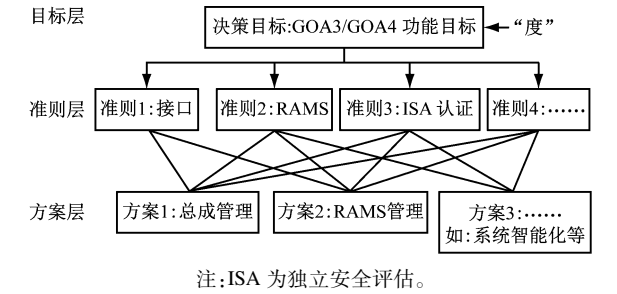 目标层
决策目标:GOA3/GOA4 功能目标
“度”
准则层
准则1:接口
准则2:RAMS
准则3:ISA 认证
准则4:……
方案层
方案1:总成管理
方案2:RAMS管理
方案3:……
如:系统智能化等
注:ISA 为独立安全评估。